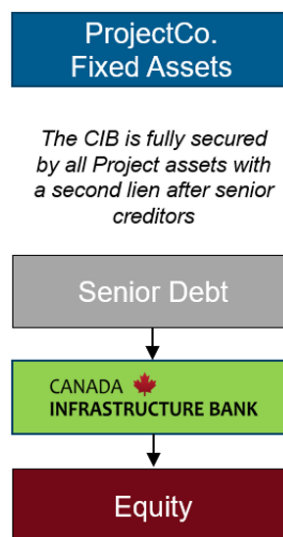 ProjectCo.
Fixed Assets
The CIB is fully secured
by all Project assets with
a second lien after senior
creditors
Senior Debt
CANADA
INFRASTRUCTURE BANK
Equity